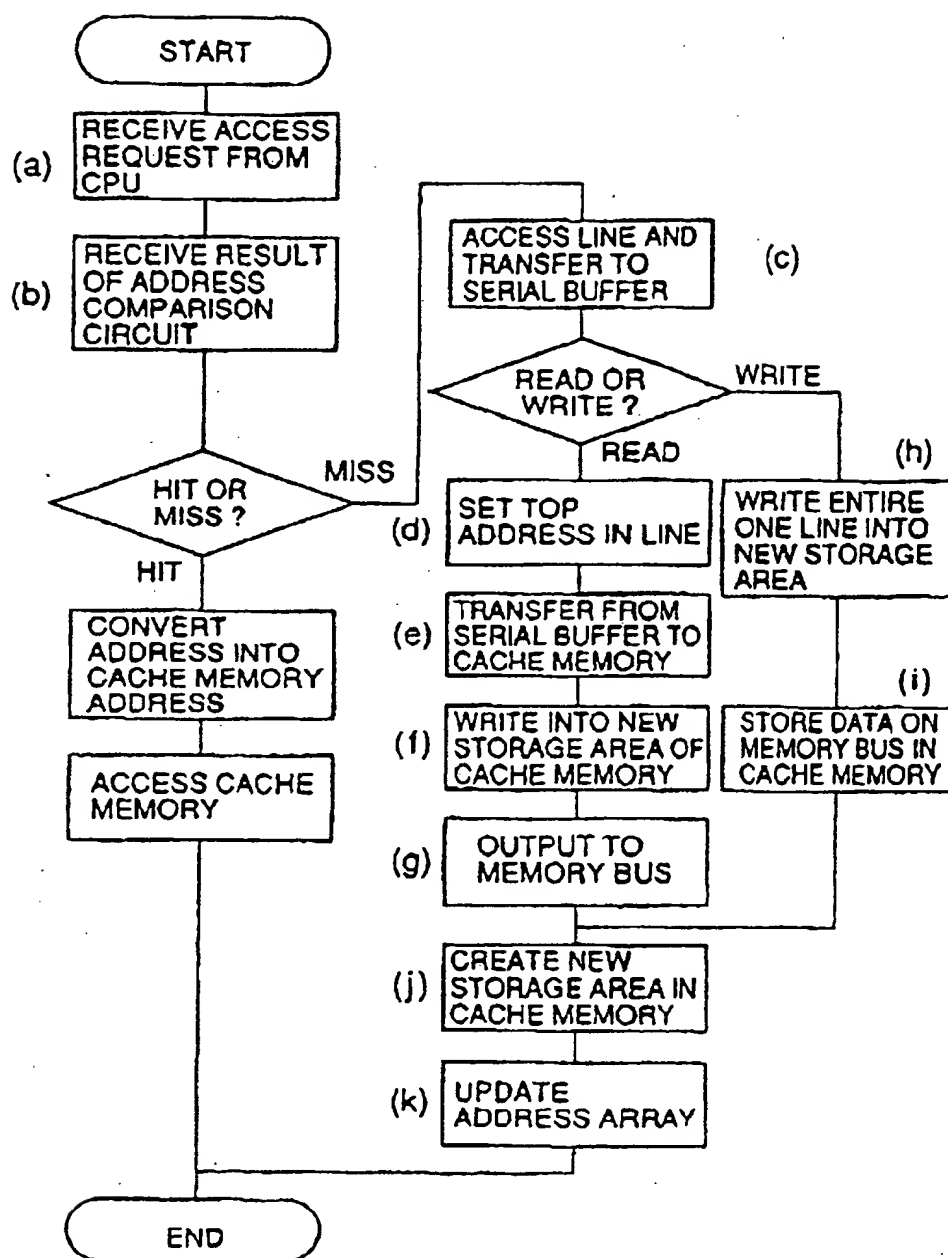 START
(a)
RECEIVE ACCESS
REQUEST FROM
CPU
(b)
RECEIVE RESULT
OF ADDRESS
COMPARISON
CIRCUIT
HIT OR
MISS ?
MISS
HIT
CONVERT
ADDRESS INTO
CACHE MEMORY
ADDRESS
ACCESS CACHE
MEMORY
ACCESS LINE AND
TRANSFER TO
SERIAL BUFFER
(c)
READ OR
WRITE ?
WRITE
READ
(d)
SET TOP
ADDRESS IN LINE
(e)
TRANSFER FROM
SERIAL BUFFER TO
CACHE MEMORY
(f)
WRITE INTO NEW
STORAGE AREA OF
CACHE MEMORY
(g)
OUTPUT TO
MEMORY BUS
(h)
WRITE ENTIRE
ONE LINE INTO
NEW STORAGE
AREA
(i)
STORE DATA ON
MEMORY BUS IN
CACHE MEMORY
(j)
CREATE NEW
STORAGE AREA IN
CACHE MEMORY
(k)
UPDATE
ADDRESS ARRAY
END